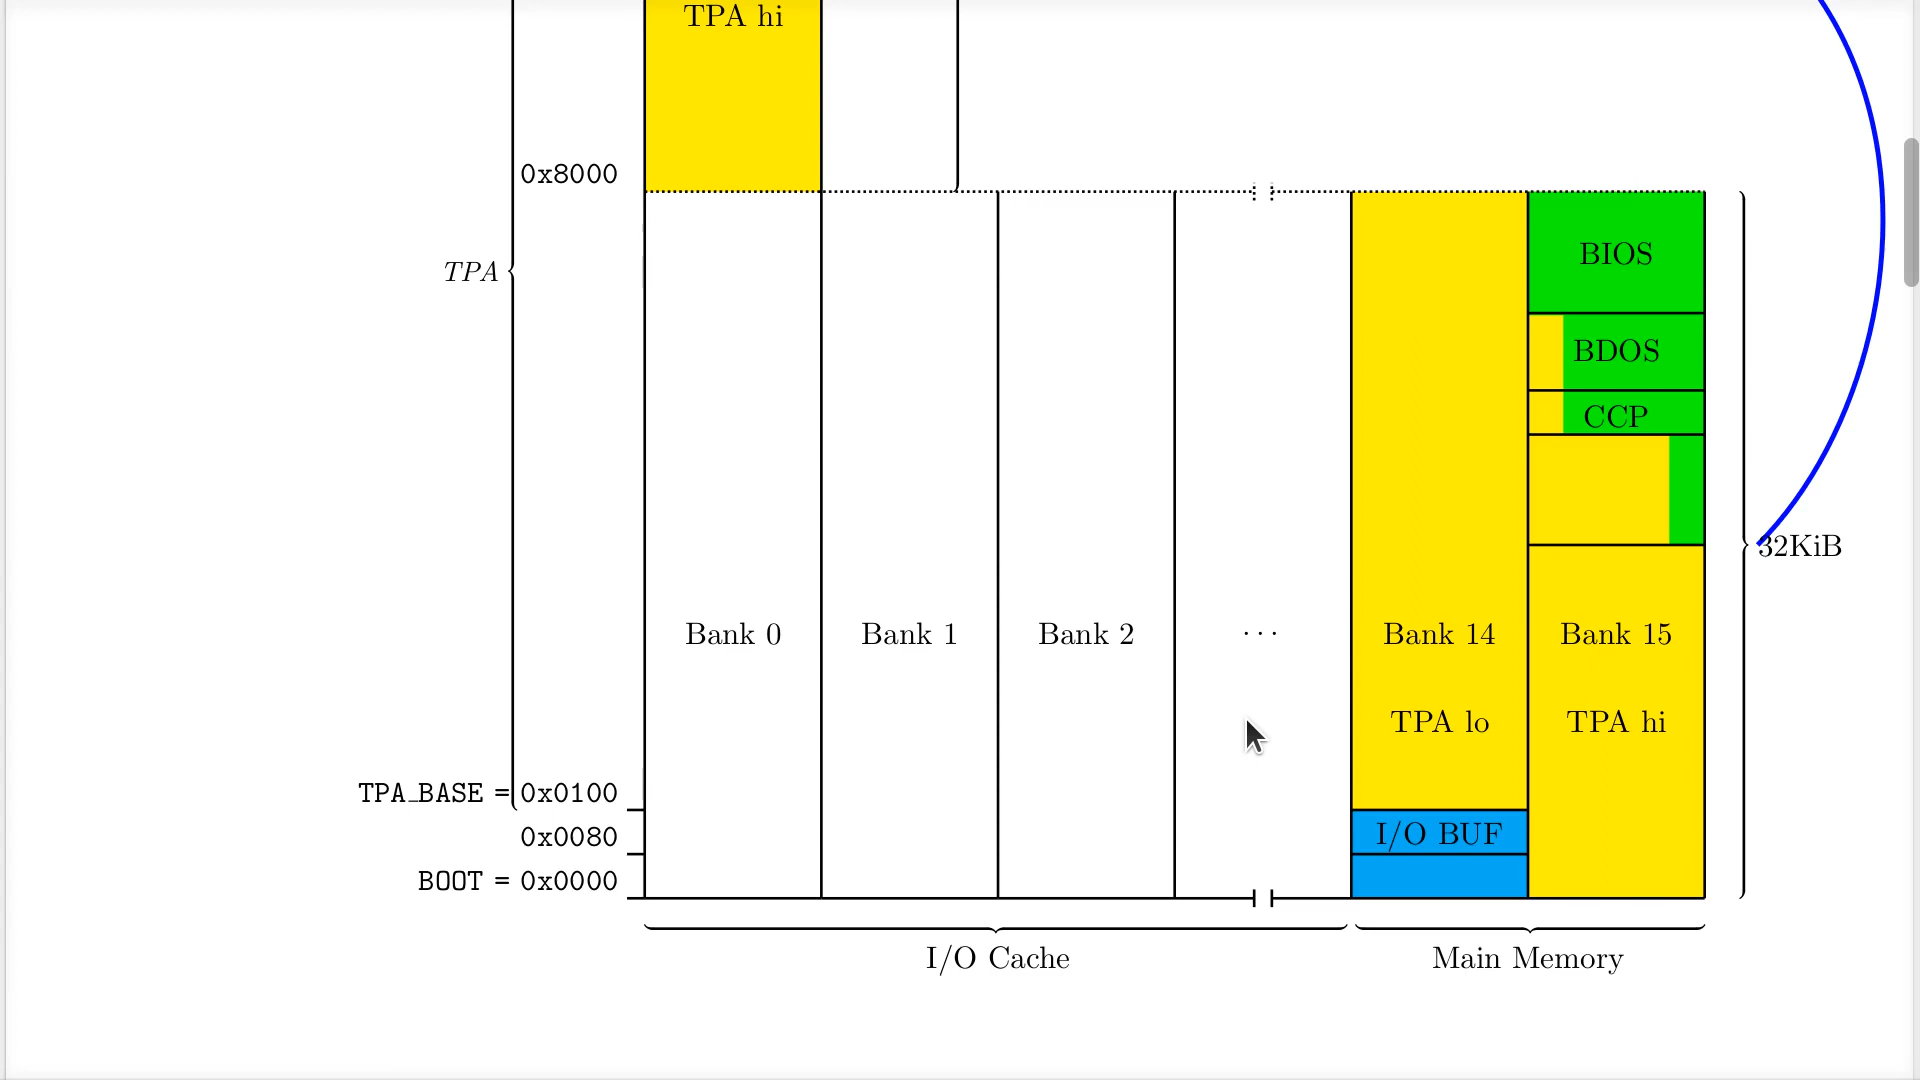 TPA hi
0x8000
BIOS
TPA
BDOS
CCP
32KiB
Bank 0 Bank 1 Bank 2 ··· Bank 14 Bank 15
TPA lo TPA hi
TPA_BASE = 0x0100
0x0080 I/O BUF
BOOT = 0x0000
I/O Cache Main Memory